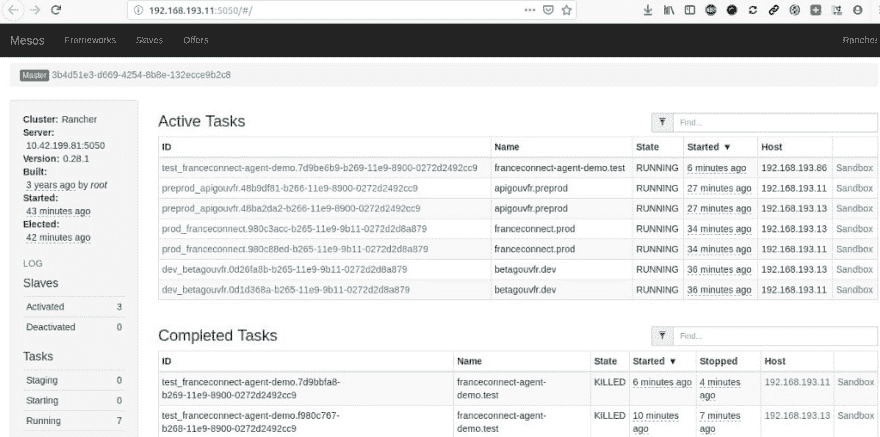 192.168.193.11:5050/#/
Mesos Frameworks Slaves Offers Rancher
Master 3b4d51e3-d669-4254-8b8e-132ecce9b2c8
Cluster: Rancher
Server:
10.42.199.81:5050
Version: 0.28.1
Built:
3 years ago by root
Started:
43 minutes ago
Elected:
42 minutes ago
LOG
Slaves
Activated 3
Deactivated 0
Tasks
Staging 0
Starting 0
Running 7
Active Tasks Find...
ID Name State Started ▼ Host
test_franceconnect-agent-demo.7d9be6b9-b269-11e9-8900-0272d2492cc9 franceconnect-agent-demo.test RUNNING 6 minutes ago 192.168.193.86 Sandbox
preprod_apigouvfr.48b9df81-b266-11e9-8900-0272d2492cc9 apigouvfr.preprod RUNNING 27 minutes ago 192.168.193.11 Sandbox
preprod_apigouvfr.48ba2da2-b266-11e9-8900-0272d2492cc9 apigouvfr.preprod RUNNING 27 minutes ago 192.168.193.13 Sandbox
prod_franceconnect.980c3acc-b265-11e9-9b11-0272d2d8a879 franceconnect.prod RUNNING 34 minutes ago 192.168.193.13 Sandbox
prod_franceconnect.980c88ed-b265-11e9-9b11-0272d2d8a879 franceconnect.prod RUNNING 34 minutes ago 192.168.193.11 Sandbox
dev_betagouvfr.0d26fa8b-b265-11e9-9b11-0272d2d8a879 betagouvfr.dev RUNNING 36 minutes ago 192.168.193.13 Sandbox
dev_betagouvfr.0d1d368a-b265-11e9-9b11-0272d2d8a879 betagouvfr.dev RUNNING 36 minutes ago 192.168.193.11 Sandbox
Completed Tasks Find...
ID Name State Started ▼ Stopped Host
test_franceconnect-agent-demo.7d9bbfa8- franceconnect-agent- KILLED 6 minutes ago 4 minutes 192.168.193.11 Sandbox
b269-11e9-8900-0272d2492cc9 demo.test ago
test_franceconnect-agent-demo.f980c767- franceconnect-agent- KILLED 10 minutes 7 minutes 192.168.193.13 Sandbox
b268-11e9-8900-0272d2492cc9 demo.test ago ago